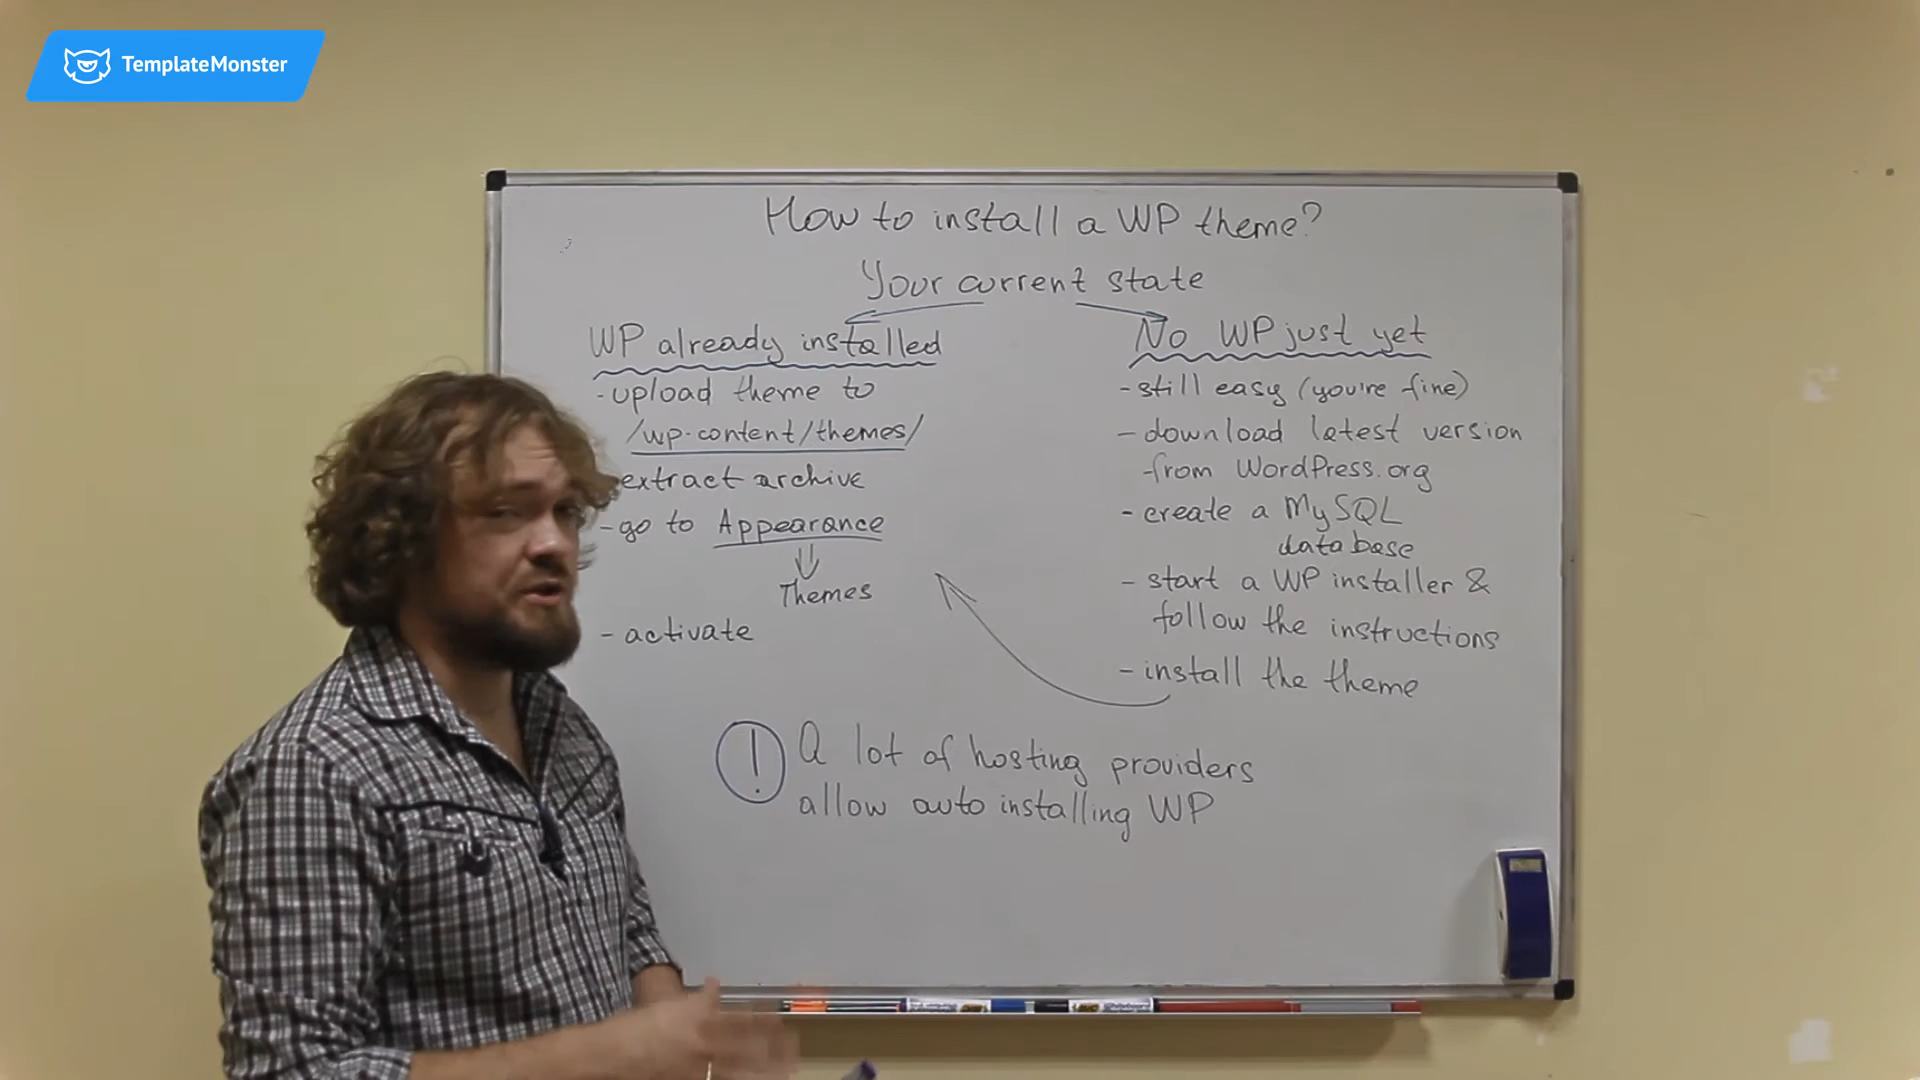 TemplateMonster
How to install a WP theme?
Your current state
WP already installed
- upload theme to
/wp-content/themes/
extract archive
- go to Appearance
Themes
- activate
No WP just yet
- still easy (you're fine)
- download latest version
from WordPress.org
- create a MySQL
database
- start a WP installer &
follow the instructions
- install the theme
! A lot of hosting providers
allow auto installing WP
BIC
BIC